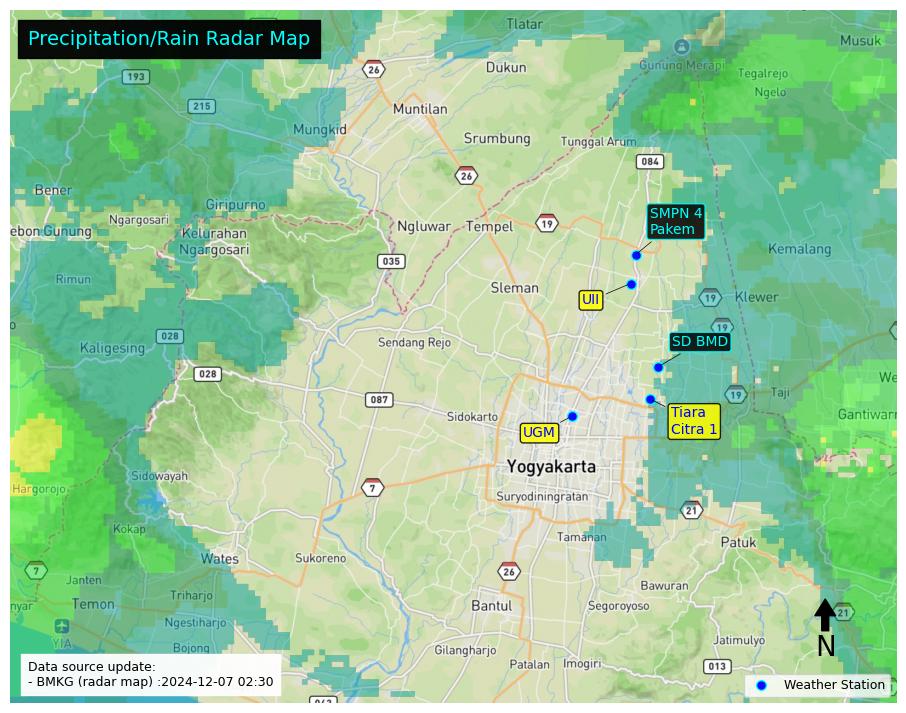 Precipitation/Rain Radar Map
Tlatar
Musuk
26
Dukun
Gunung Merapi
193
Tegalrejo
215
Muntilan
Ngelo
Mungkid
Srumbung
Tunggal Arum
084
26
Bener
Giripurno
SMPN 4
Pakem
Ngargosari
Ngluwar
Tempel
19
ebon Gunung
Kelurahan
Ngargosari
Kemalang
035
Rimun
Sleman
UII
19
Klewer
19
028
Sendang Rejo
SD BMD
Kaligesing
028
087
19
Taji
We
Sidokarto
Tiara
Citra 1
Gantiwarn
UGM
Yogyakarta
Sidowayah
Hargorojo
7
Suryodiningratan
21
Kokap
Tamanan
Patuk
Wates
Sukoreno
7
26
Janten
Bawuran
Triharjo
nyar
Temon
Bantul
Segoroyoso
21
Ngestiharjo
YIA
Jatimulyo
N
Bojong
Gilangharjo
Patalan
Imogiri
013
Data source update:
- BMKG (radar map) :2024-12-07 02:30
Weather Station